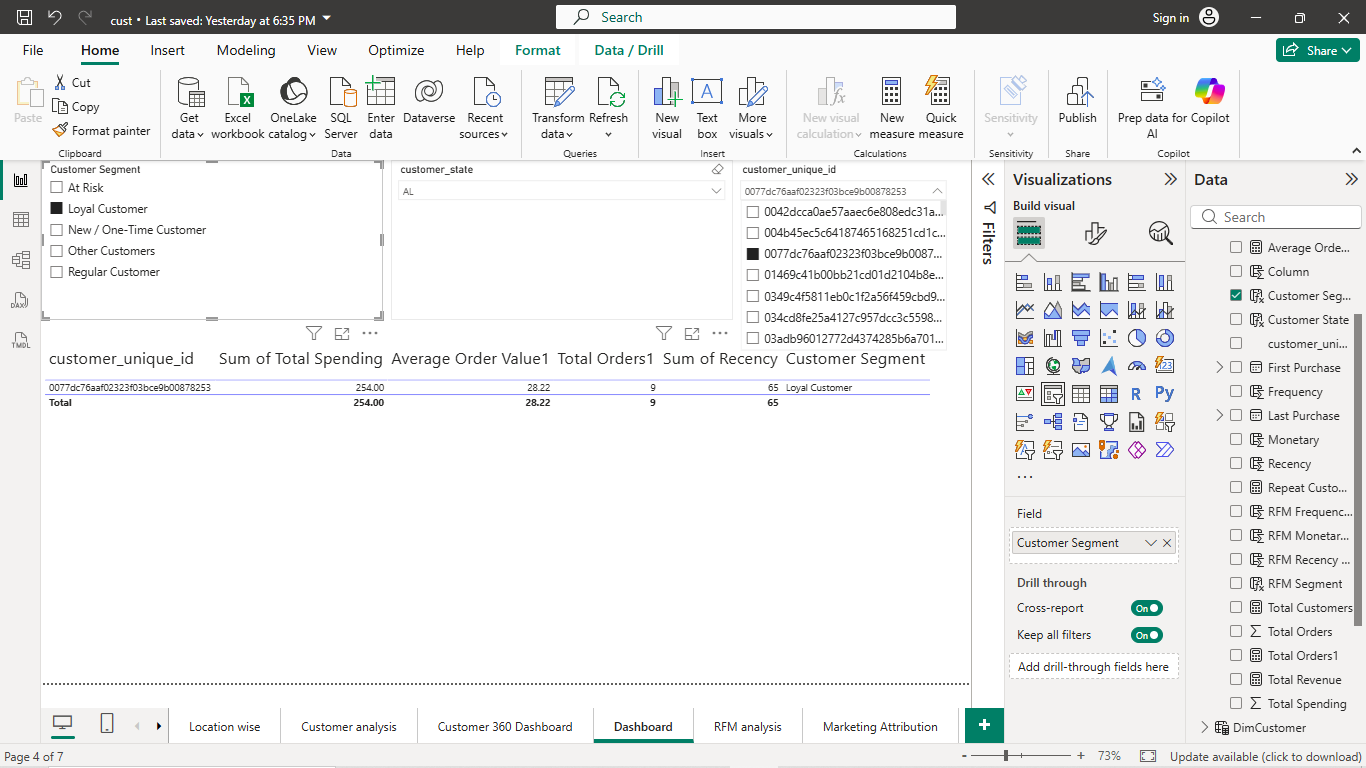 cust • Last saved: Yesterday at 6:35 PM
Search
Sign in
File
Home
Insert
Modeling
View
Optimize
Help
Format
Data / Drill
Share
Paste
Cut
Copy
Format painter
Clipboard
Get data
Excel workbook
OneLake catalog
SQL Server
Enter data
Dataverse
Recent sources
Data
Transform data
Refresh
Queries
New visual
Text box
More visuals
Insert
New visual calculation
New measure
Quick measure
Calculations
Sensitivity
Sensitivity
Publish
Share
Prep data for AI
Copilot
Copilot
Customer Segment
At Risk
Loyal Customer
New / One-Time Customer
Other Customers
Regular Customer
customer_state
AL
customer_unique_id
0077dc76aaf02323f03bce9b00878253
0042dcca0ae57aaec6e808edc31a...
004b45ec5c64187465168251cd1c...
0077dc76aaf02323f03bce9b0087...
01469c41b00bb21cd01d2104b8e...
0349c4f5811eb0c1f2a56f459cbd9...
034cd8fe25a4127c957dcc3c5598...
03adb96012772d4374285b6a701...
customer_unique_id Sum of Total Spending Average Order Value1 Total Orders1 Sum of Recency Customer Segment
0077dc76aaf02323f03bce9b00878253 254.00 28.22 9 65 Loyal Customer
Total 254.00 28.22 9 65
Filters
Visualizations
Build visual
R
Py
...
Field
Customer Segment
Drill through
Cross-report
On
Keep all filters
On
Add drill-through fields here
Data
Search
Average Orde...
Column
Customer Seg...
Customer State
customer_uni...
First Purchase
Frequency
Last Purchase
Monetary
Recency
Repeat Custo...
RFM Frequenc...
RFM Monetar...
RFM Recency ...
RFM Segment
Total Customers
Total Orders
Total Orders1
Total Revenue
Total Spending
DimCustomer
Location wise
Customer analysis
Customer 360 Dashboard
Dashboard
RFM analysis
Marketing Attribution
+
Page 4 of 7
- + 73%
Update available (click to download)